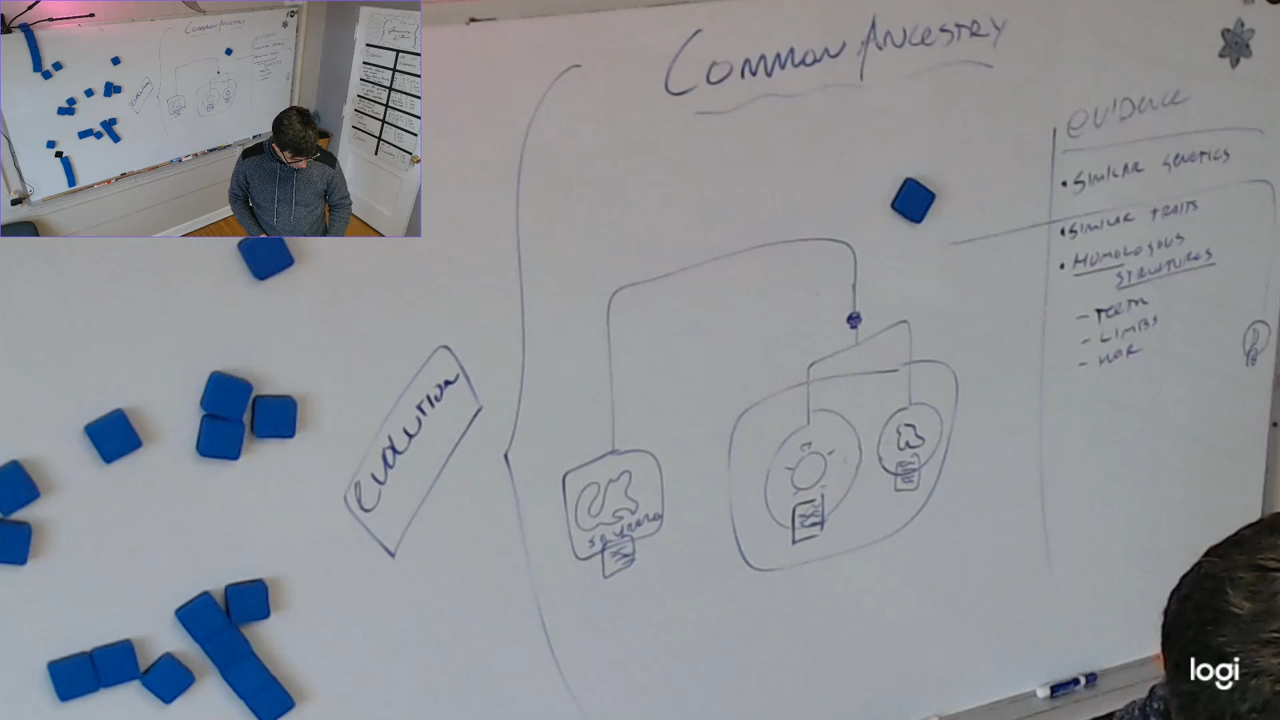 Common Ancestry
evidence
• Similar Genetics
• Similar Traits
• Homologous
Structures
- Teeth
- Limbs
evolution
logi